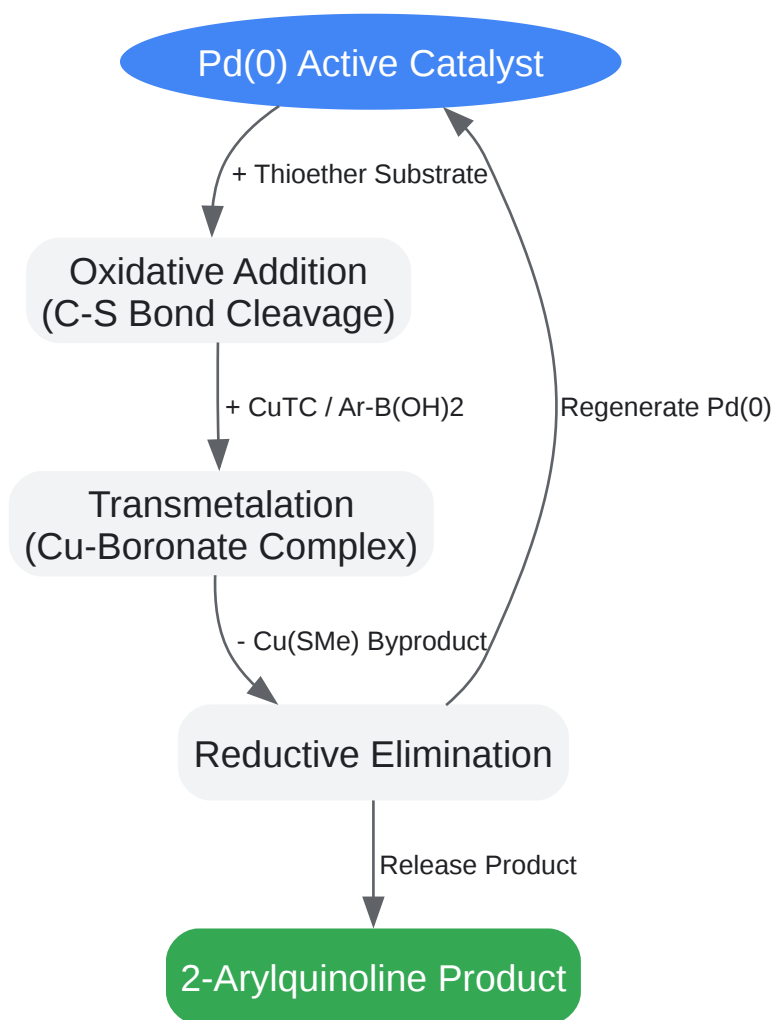 Pd(0) Active Catalyst
+ Thioether Substrate
Oxidative Addition
(C-S Bond Cleavage)
+ CuTC / Ar-B(OH)2
Regenerate Pd(0)
Transmetalation
(Cu-Boronate Complex)
- Cu(SMe) Byproduct
Reductive Elimination
Release Product
2-Arylquinoline Product